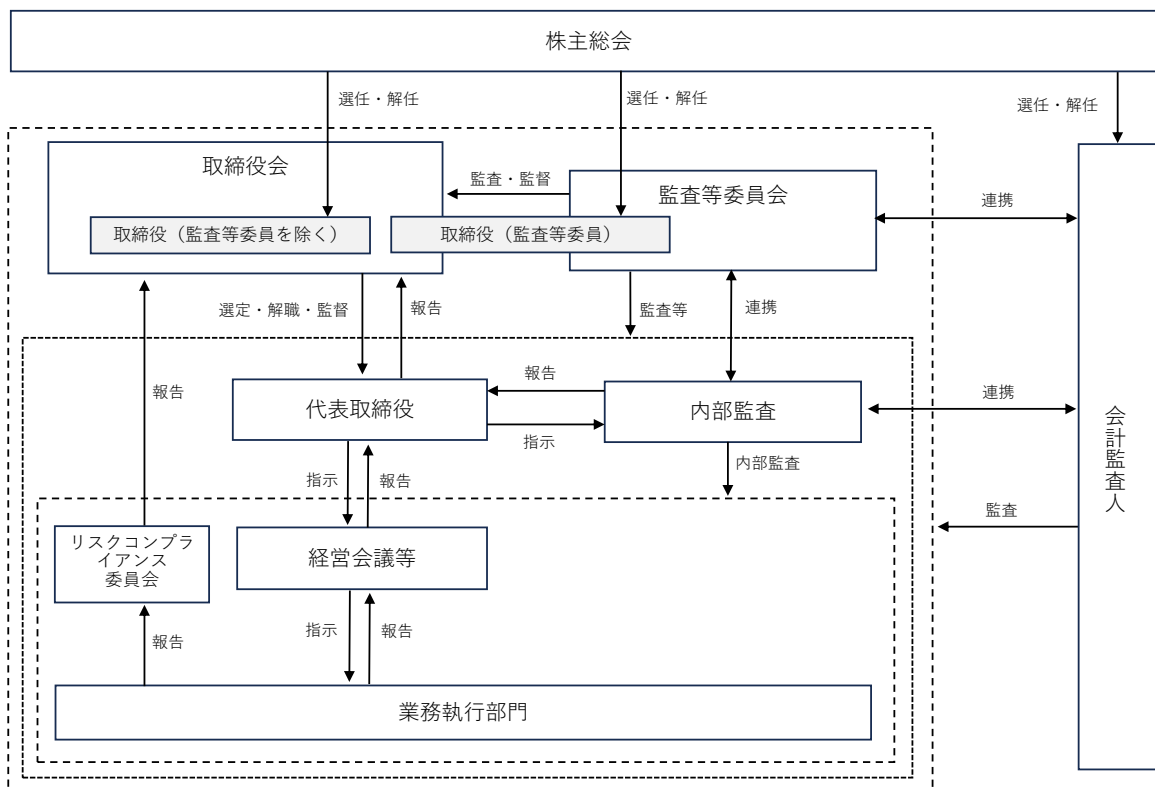 株主総会
選任・解任
選任・解任
選任・解任
取締役会
監査・監督
監査等委員会
連携
取締役（監査等委員を除く）
取締役（監査等委員）
選定・解職・監督
報告
監査等
連携
報告
報告
代表取締役
内部監査
連携
指示
会計監査人
指示
報告
内部監査
監査
リスクコンプラ
イアンス
委員会
経営会議等
指示
報告
報告
業務執行部門